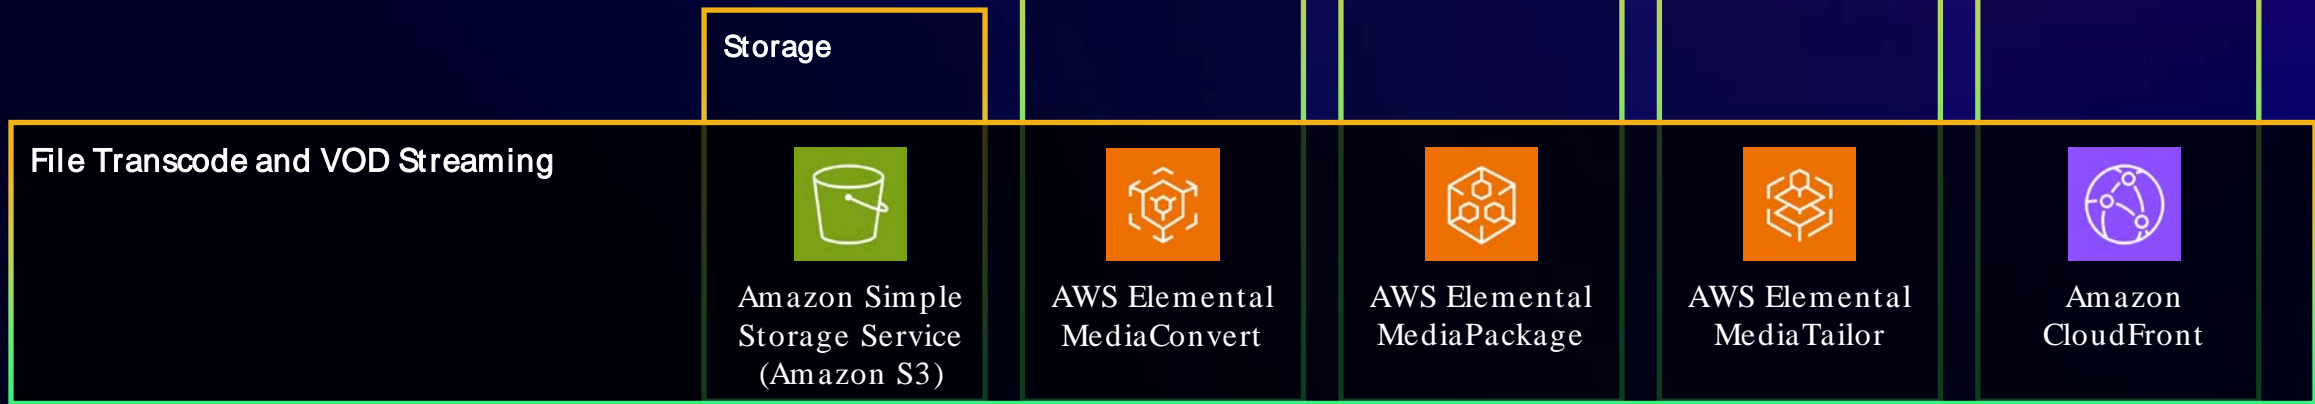 Storage
File Transcode and VOD Streaming
Amazon Simple
Storage Service
(Amazon S3)
AWS Elemental
MediaConvert
AWS Elemental
MediaPackage
AWS Elemental
MediaTailor
Amazon
CloudFront